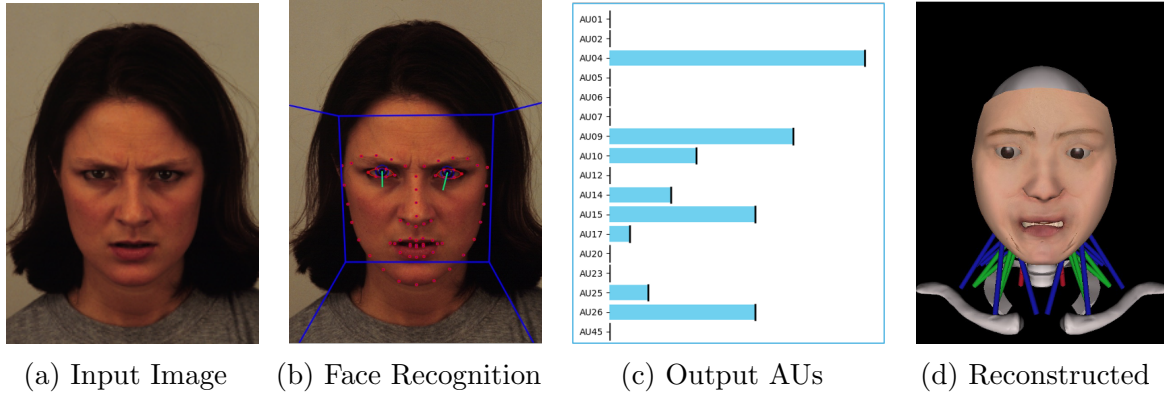 AU01
AU02
AU04
AU05
AU06
AU07
AU09
AU10
AU12
AU14
AU15
AU17
AU20
AU23
AU25
AU26
AU45
(a) Input Image
(b) Face Recognition
(c) Output AUs
(d) Reconstructed